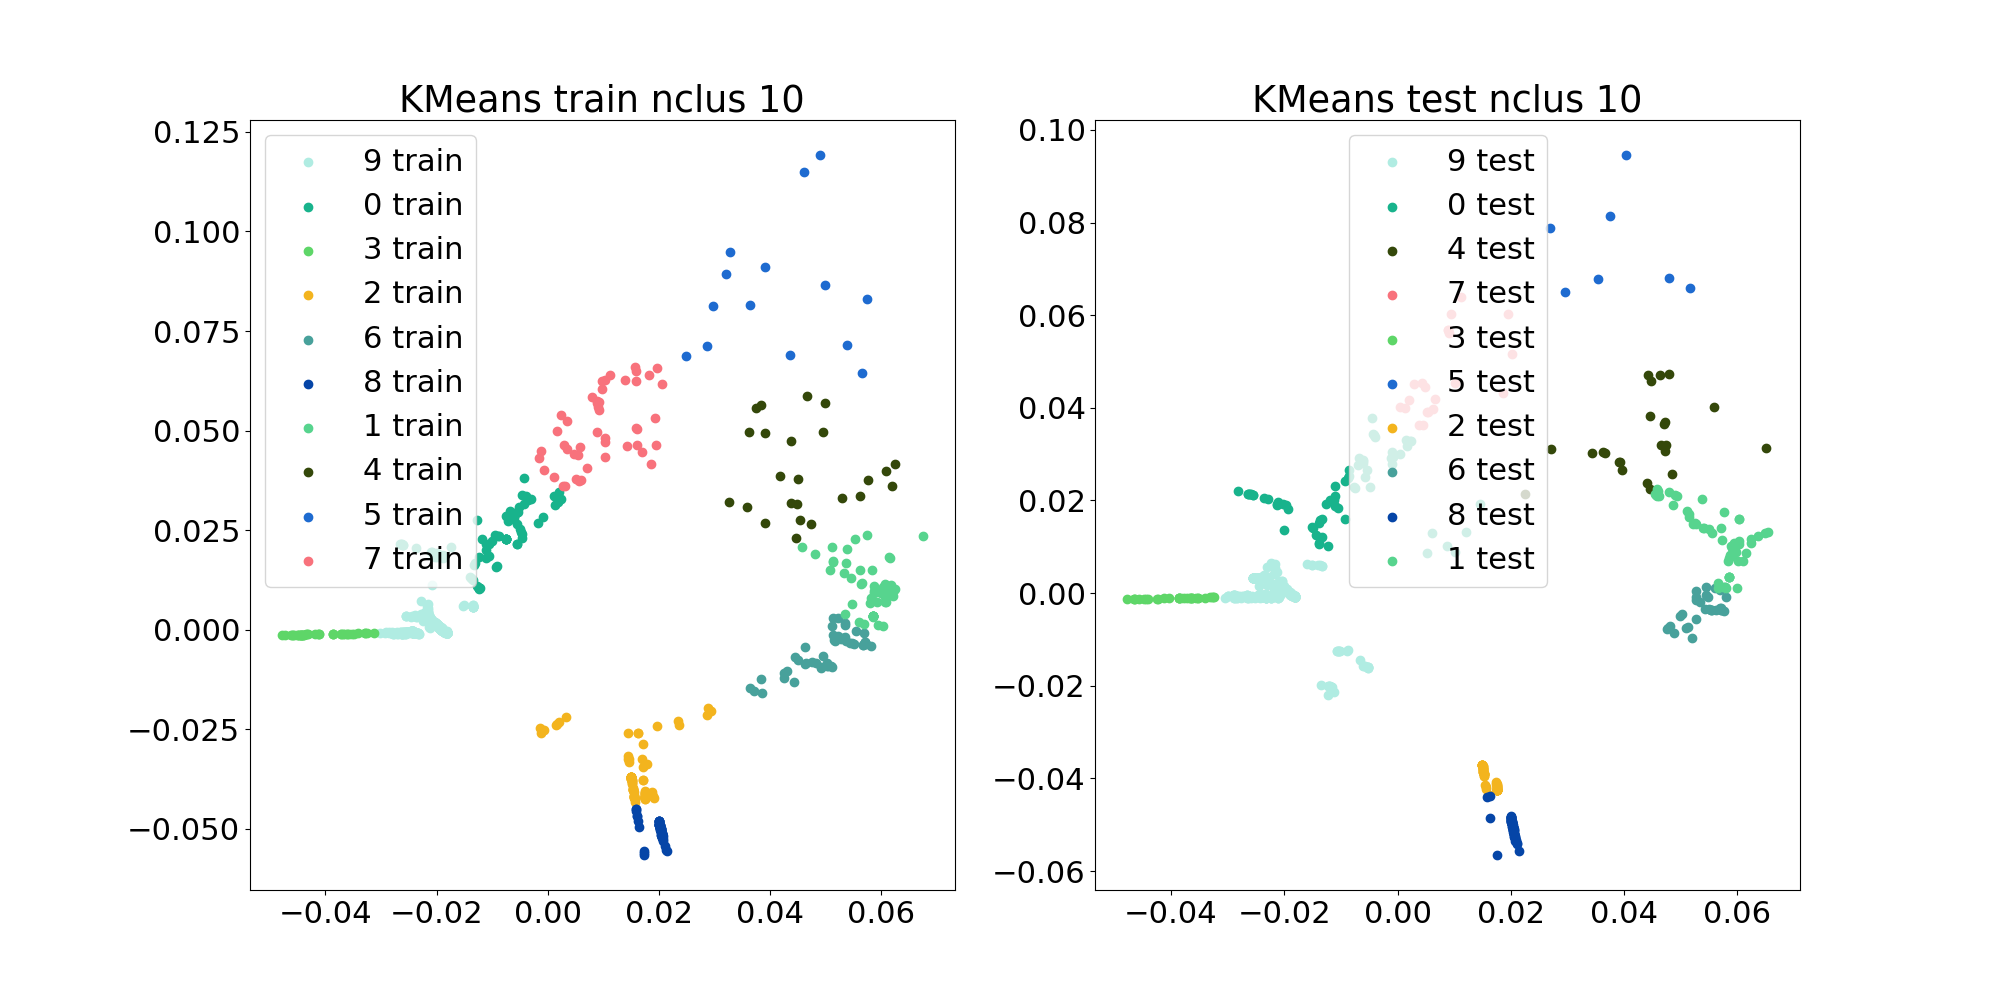 KMeans train nclus 10
0.125
0.100
0.075
0.050
0.025
0.000
−0.025
−0.050
−0.04
−0.02
0.00
0.02
0.04
0.06
9 train
0 train
3 train
2 train
6 train
8 train
1 train
4 train
5 train
7 train
KMeans test nclus 10
0.10
0.08
0.06
0.04
0.02
0.00
−0.02
−0.04
−0.06
−0.04
−0.02
0.00
0.02
0.04
0.06
9 test
0 test
4 test
7 test
3 test
5 test
2 test
6 test
8 test
1 test